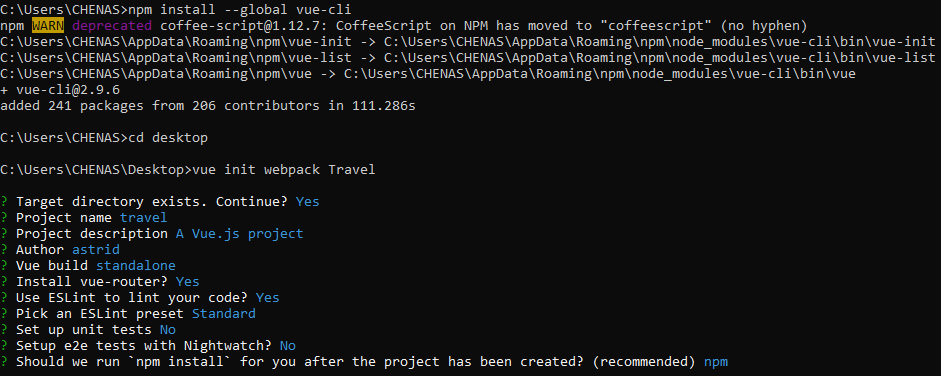 C:\Users\CHENAS>npm install --global vue-cli
npm WARN deprecated coffee-script@1.12.7: CoffeeScript on NPM has moved to "coffeescript" (no hyphen)
C:\Users\CHENAS\AppData\Roaming\npm\vue-init -> C:\Users\CHENAS\AppData\Roaming\npm\node_modules\vue-cli\bin\vue-init
C:\Users\CHENAS\AppData\Roaming\npm\vue-list -> C:\Users\CHENAS\AppData\Roaming\npm\node_modules\vue-cli\bin\vue-list
C:\Users\CHENAS\AppData\Roaming\npm\vue -> C:\Users\CHENAS\AppData\Roaming\npm\node_modules\vue-cli\bin\vue
+ vue-cli@2.9.6
added 241 packages from 206 contributors in 111.286s
C:\Users\CHENAS>cd desktop
C:\Users\CHENAS\Desktop>vue init webpack Travel
? Target directory exists. Continue? Yes
? Project name travel
? Project description A Vue.js project
? Author astrid
? Vue build standalone
? Install vue-router? Yes
? Use ESLint to lint your code? Yes
? Pick an ESLint preset Standard
? Set up unit tests No
? Setup e2e tests with Nightwatch? No
? Should we run `npm install` for you after the project has been created? (recommended) npm